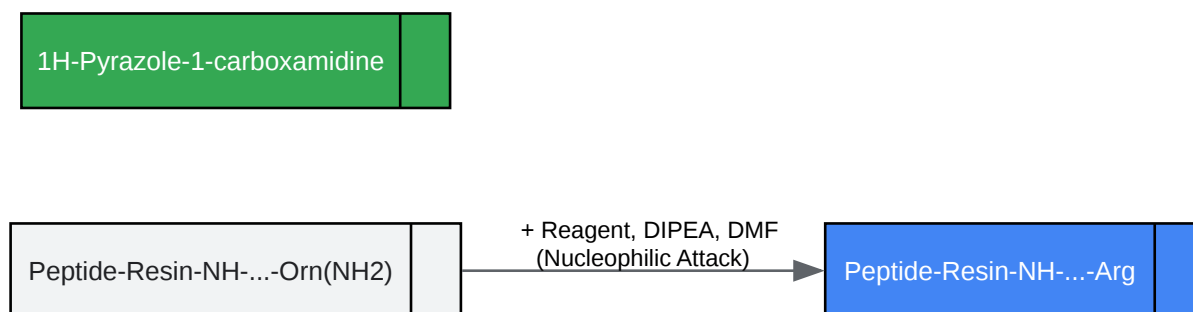 1H-Pyrazole-1-carboxamidine
+ Reagent, DIPEA, DMF
(Nucleophilic Attack)
Peptide-Resin-NH-...-Orn(NH2)
Peptide-Resin-NH-...-Arg